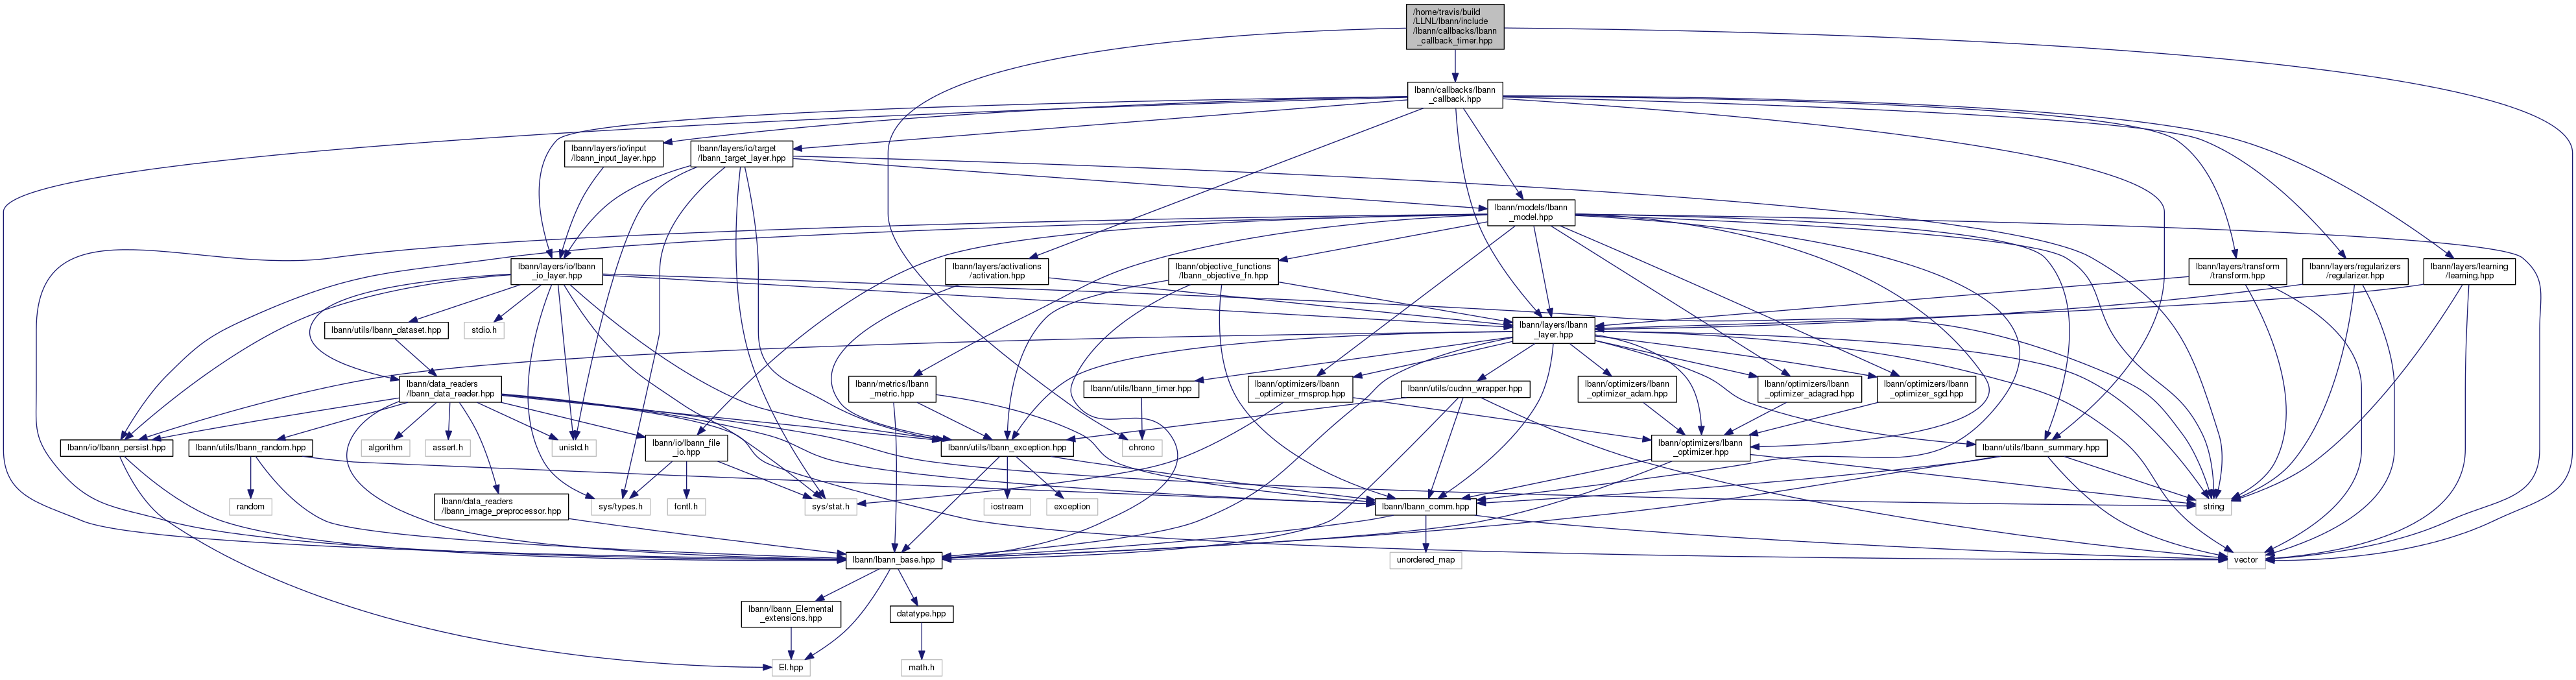 /home/travis/build
/LLNL/lbann/include
/lbann/callbacks/lbann
_callback_timer.hpp
lbann/callbacks/lbann
_callback.hpp
lbann/layers/io/input
/lbann_input_layer.hpp
lbann/layers/io/target
/lbann_target_layer.hpp
lbann/models/lbann
_model.hpp
lbann/layers/io/lbann
_io_layer.hpp
lbann/layers/activations
/activation.hpp
lbann/objective_functions
/lbann_objective_fn.hpp
lbann/layers/transform
/transform.hpp
lbann/layers/regularizers
/regularizer.hpp
lbann/layers/learning
/learning.hpp
lbann/utils/lbann_dataset.hpp
stdio.h
lbann/layers/lbann
_layer.hpp
lbann/data_readers
/lbann_data_reader.hpp
lbann/metrics/lbann
_metric.hpp
lbann/utils/lbann_timer.hpp
lbann/optimizers/lbann
_optimizer_rmsprop.hpp
lbann/utils/cudnn_wrapper.hpp
lbann/optimizers/lbann
_optimizer_adam.hpp
lbann/optimizers/lbann
_optimizer_adagrad.hpp
lbann/optimizers/lbann
_optimizer_sgd.hpp
lbann/io/lbann_persist.hpp
lbann/utils/lbann_random.hpp
algorithm
assert.h
unistd.h
lbann/io/lbann_file
_io.hpp
lbann/utils/lbann_exception.hpp
chrono
lbann/optimizers/lbann
_optimizer.hpp
lbann/utils/lbann_summary.hpp
random
lbann/data_readers
/lbann_image_preprocessor.hpp
sys/types.h
fcntl.h
sys/stat.h
iostream
exception
lbann/lbann_comm.hpp
string
lbann/lbann_base.hpp
unordered_map
vector
lbann/lbann_Elemental
_extensions.hpp
datatype.hpp
El.hpp
math.h